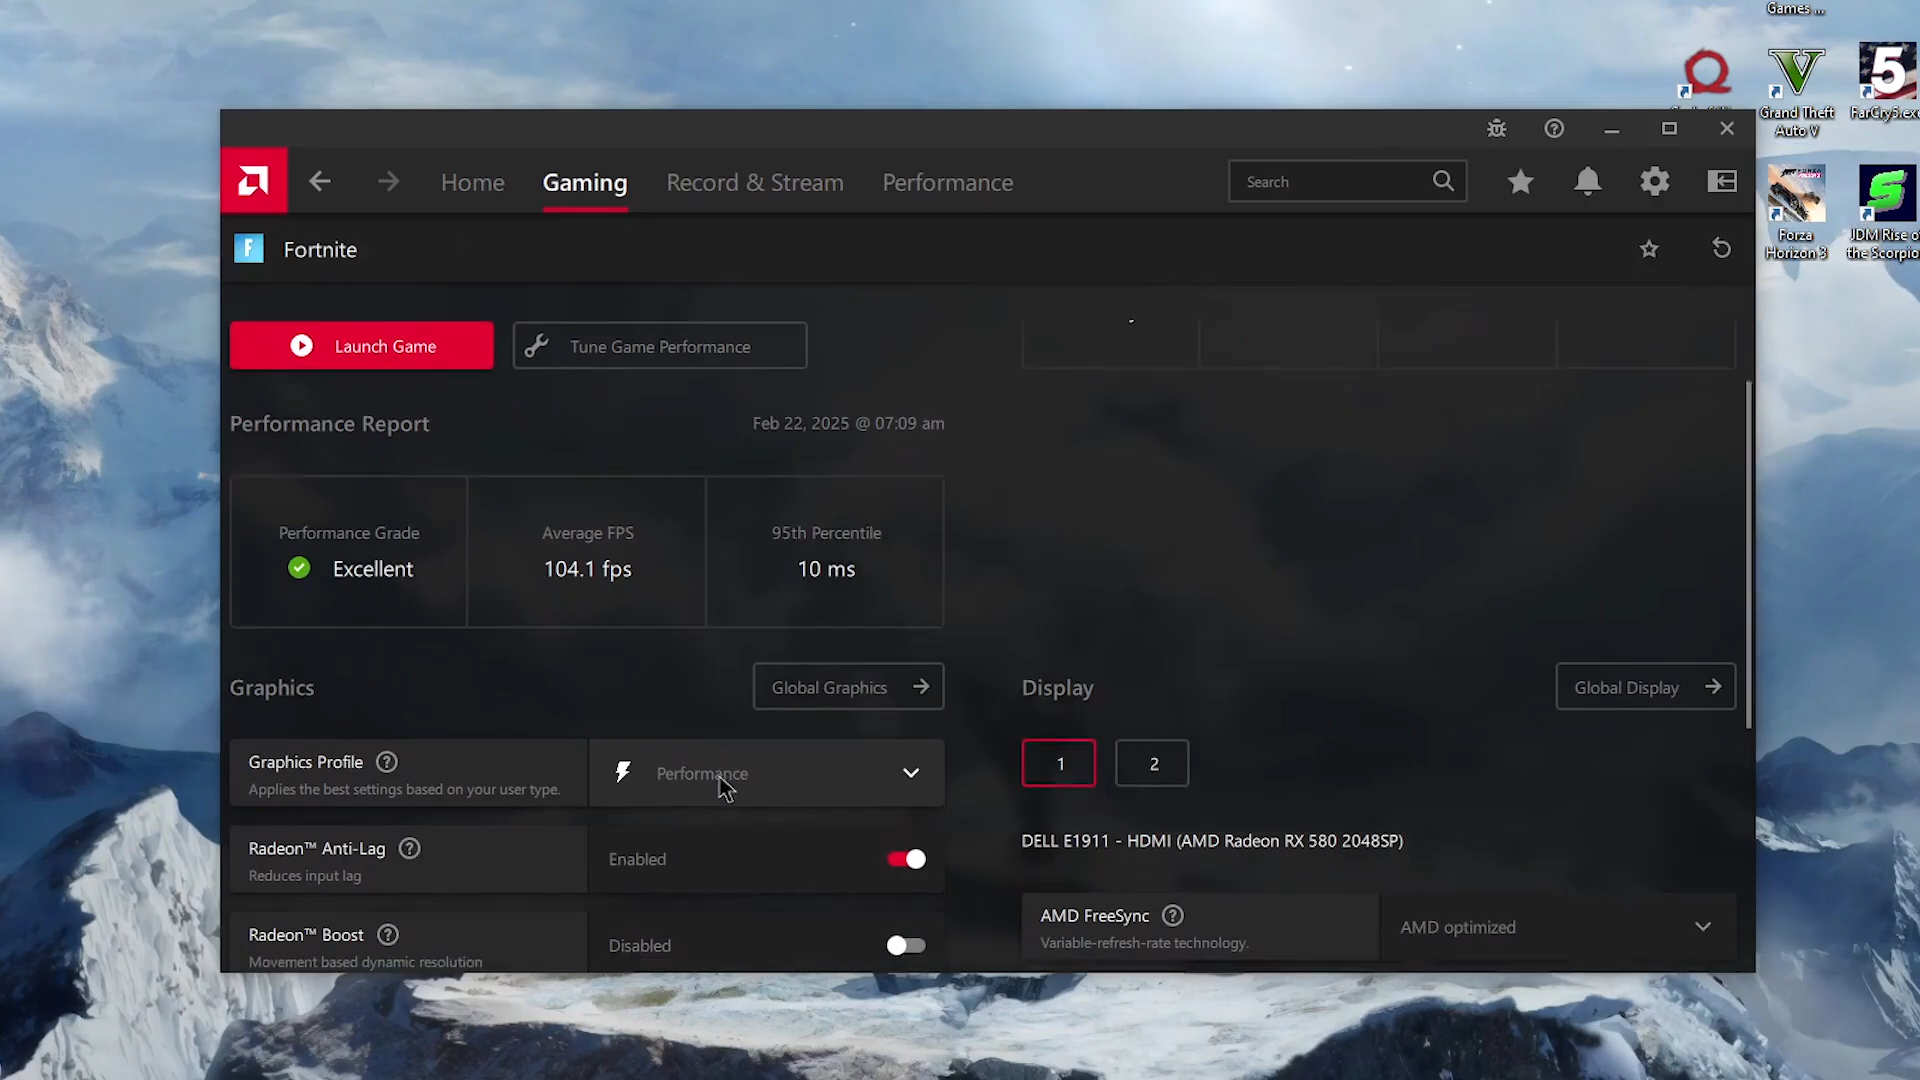 Games ...
Grand Theft
Auto V
FarCry5.exe
Forza
Horizon 3
JDM Rise of
the Scorpio
Home
Gaming
Record & Stream
Performance
Search
F
Fortnite
Launch Game
Tune Game Performance
Performance Report
Feb 22, 2025 @ 07:09 am
Performance Grade
Excellent
Average FPS
104.1 fps
95th Percentile
10 ms
Graphics
Global Graphics
Display
Global Display
Graphics Profile
Applies the best settings based on your user type.
Performance
1
2
Radeon™ Anti-Lag
Reduces input lag
Enabled
DELL E1911 - HDMI (AMD Radeon RX 580 2048SP)
Radeon™ Boost
Movement based dynamic resolution
Disabled
AMD FreeSync
Variable-refresh-rate technology.
AMD optimized